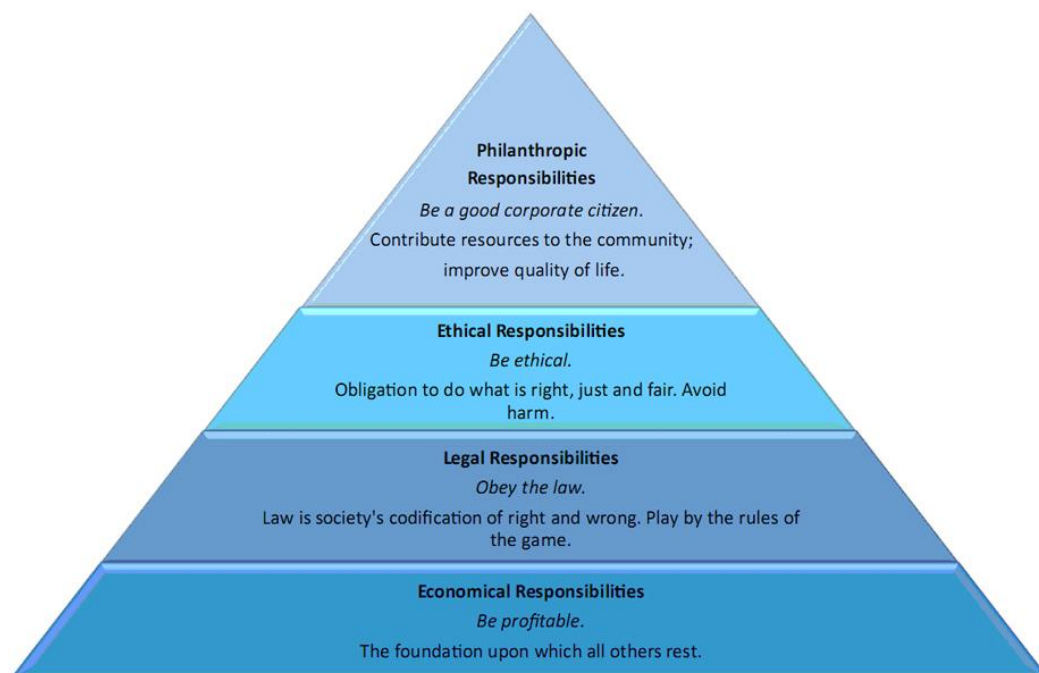 Philanthropic
Responsibilities
Be a good corporate citizen.
Contribute resources to the community;
improve quality of life.
Ethical Responsibilities
Be ethical.
Obligation to do what is right, just and fair. Avoid
harm.
Legal Responsibilities
Obey the law.
Law is society's codification of right and wrong. Play by the rules of
the game.
Economical Responsibilities
Be profitable.
The foundation upon which all others rest.